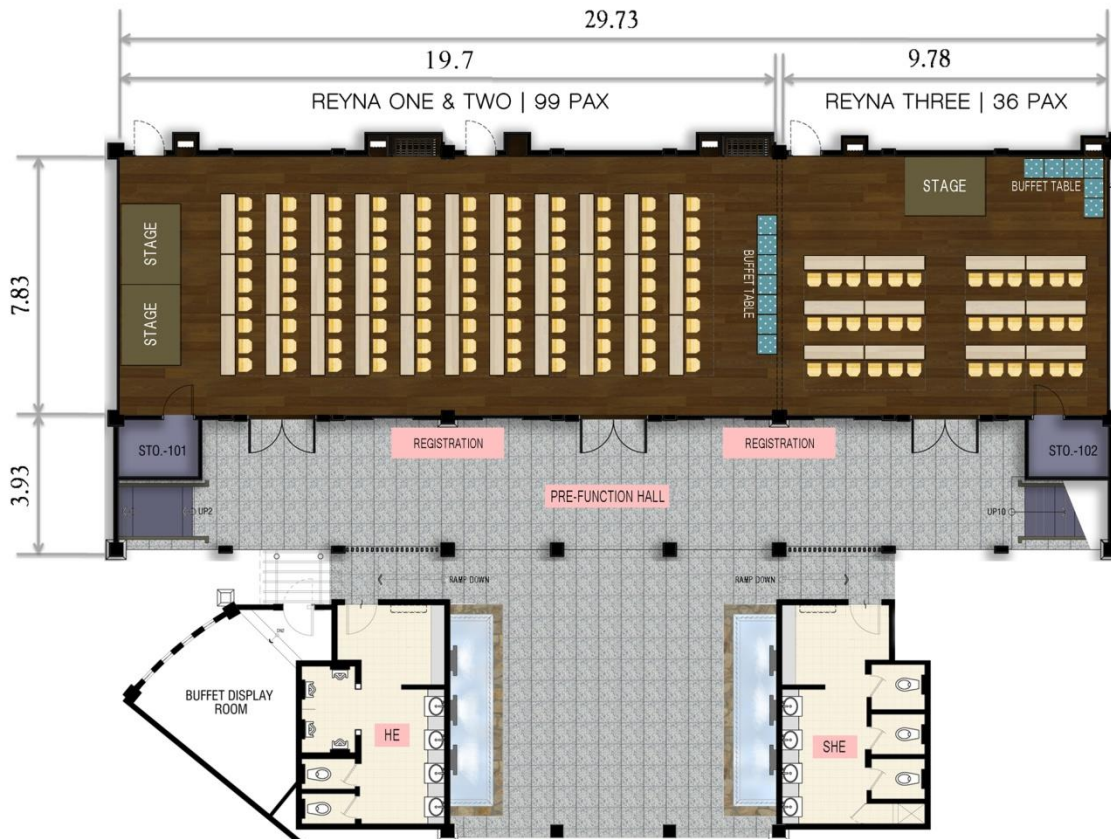 29.73
19.7
9.78
REYNA ONE & TWO | 99 PAX
REYNA THREE | 36 PAX
7.83
3.93
STAGE
STAGE
BUFFET TABLE
STAGE
BUFFET TABLE
STO.-101
REGISTRATION
REGISTRATION
STO.-102
PRE-FUNCTION HALL
UP2
UP10
RAMP DOWN
RAMP DOWN
BUFFET DISPLAY
ROOM
HE
SHE